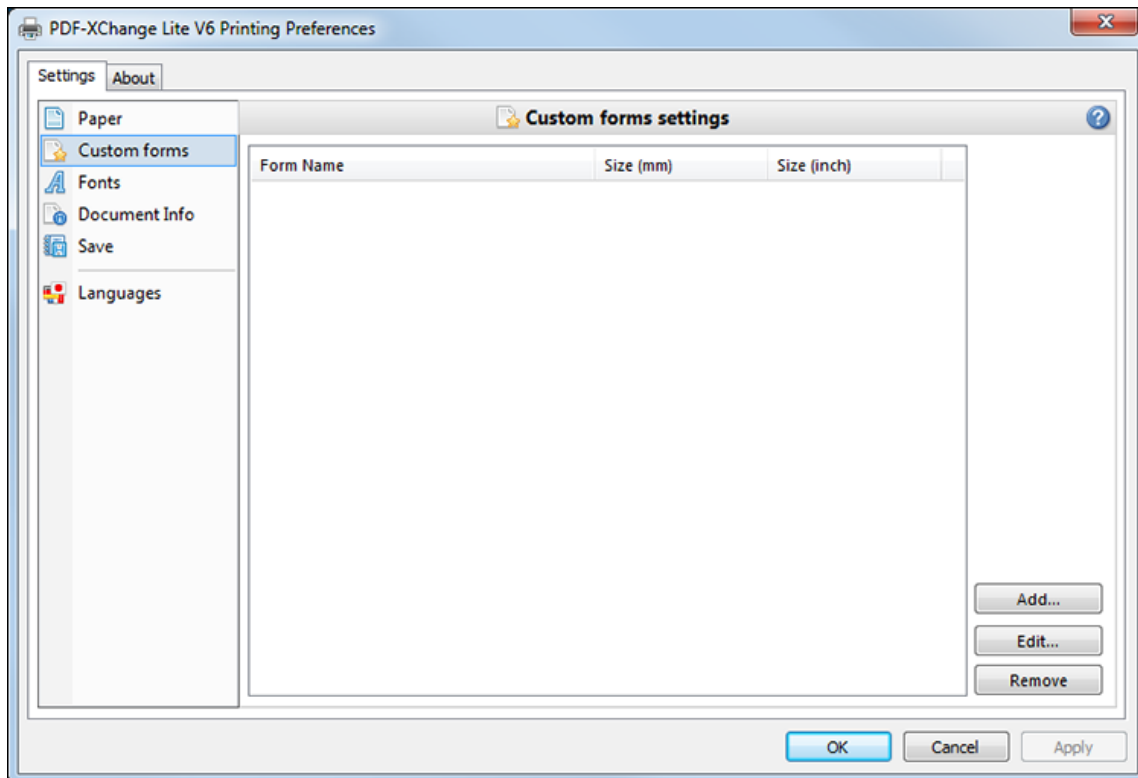 PDF-XChange Lite V6 Printing Preferences
Settings About
Paper
Custom forms
Fonts
Document Info
Save
Languages
Custom forms settings
Form Name Size (mm) Size (inch)
Add...
Edit...
Remove
OK Cancel Apply